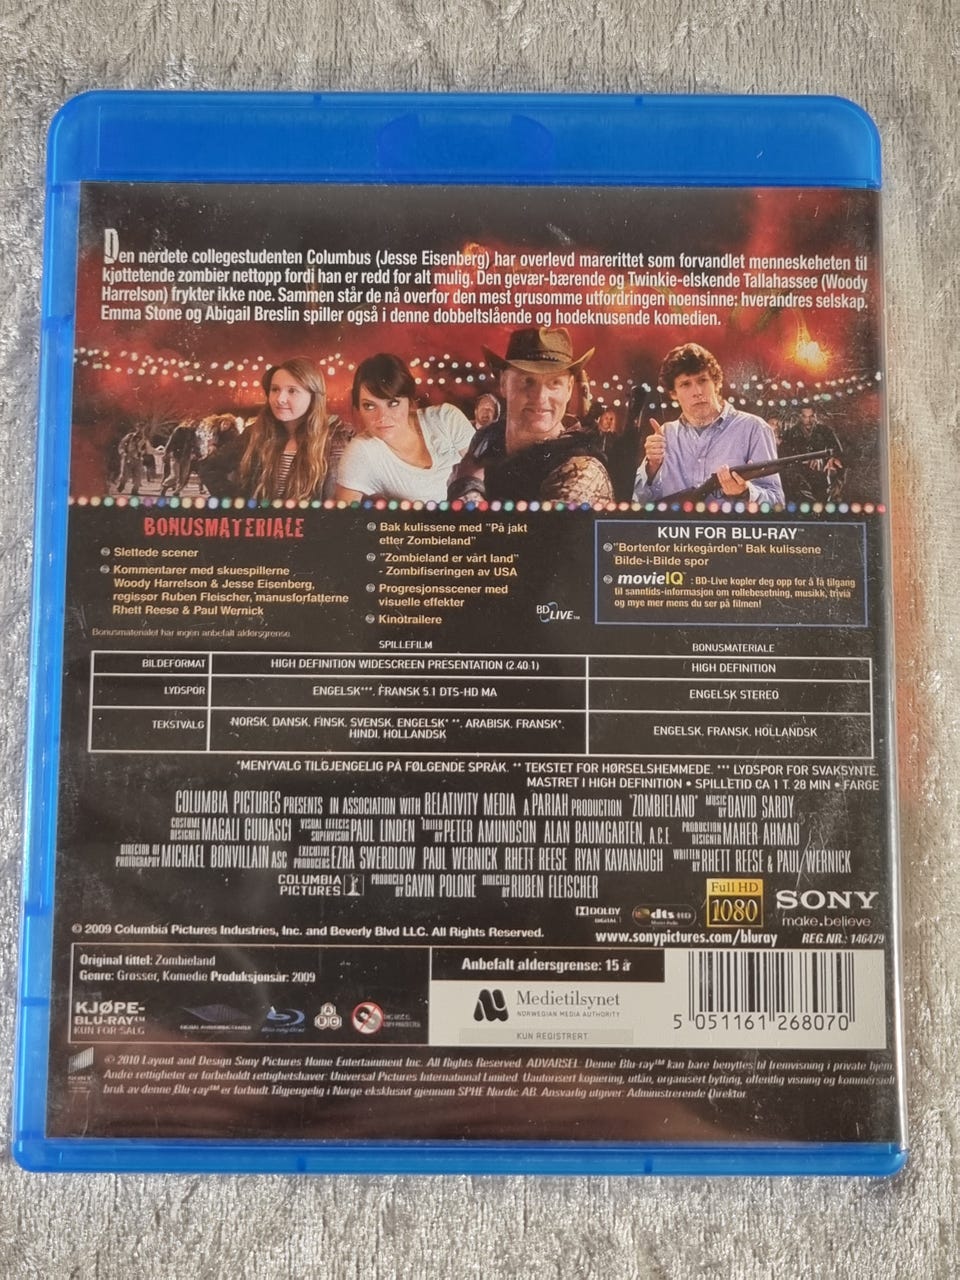 Den nerdete collegestudenten Columbus (Jesse Eisenberg) har overlevd marerittet som forvandlet menneskeheten til
kjøttetende zombier nettopp fordi han er redd for alt mulig. Den gevær-bærende og Twinkie-elskende Tallahassee (Woody
Harrelson) frykter ikke noe. Sammen står de nå overfor den mest grusomme utfordringen noensinne: hverandres selskap.
Emma Stone og Abigail Breslin spiller også i denne dobbeltslående og hodeknusende komedien.
BONUSMATERIALE
Slettede scener
Kommentarer med skuespillerne
Woody Harrelson & Jesse Eisenberg,
regissør Ruben Fleischer, manusforfatterne
Rhett Reese & Paul Wernick
Bak kulissene med "På jakt
etter Zombieland"
"Zombieland er vårt land"
- Zombifiseringen av USA
Progresjonsscener med
visuelle effekter
Kinotrailere
BD LIVE™
KUN FOR BLU-RAY™
"Bortenfor kirkegården" Bak kulissene
Bilde-i-Bilde spor
movieIQ™ : BD-Live kopler deg opp for å få tilgang
til sanntids-informasjon om rollebesetning, musikk, trivia
og mye mer mens du ser på filmen!
Bonusmaterialet har ingen anbefalt aldersgrense.
SPILLEFILM BONUSMATERIALE
BILDEFORMAT HIGH DEFINITION WIDESCREEN PRESENTATION (2.40:1) HIGH DEFINITION
LYDSPOR ENGELSK***, FRANSK 5.1 DTS-HD MA ENGELSK STEREO
TEKSTVALG NORSK, DANSK, FINSK, SVENSK, ENGELSK* **, ARABISK, FRANSK*,
HINDI, HOLLANDSK
ENGELSK, FRANSK, HOLLANDSK
*MENYVALG TILGJENGELIG PÅ FØLGENDE SPRÅK. ** TEKSTET FOR HØRSELSHEMMEDE. *** LYDSPOR FOR SVAKSYNTE.
MASTRET I HIGH DEFINITION • SPILLETID CA 1 T. 28 MIN • FARGE
COLUMBIA PICTURES PRESENTS IN ASSOCIATION WITH RELATIVITY MEDIA A PARIAH PRODUCTION "ZOMBIELAND" MUSIC BY DAVID SARDY
COSTUME DESIGNER MAGALI GUIDASCI VISUAL EFFECTS SUPERVISOR PAUL LINDEN EDITED BY PETER AMUNDSON ALAN BAUMGARTEN, A.C.E. PRODUCTION DESIGNER MAHER AHMAD
DIRECTOR OF PHOTOGRAPHY MICHAEL BONVILLAIN ASC EXECUTIVE PRODUCERS EZRA SWERDLOW PAUL WERNICK RHETT REESE RYAN KAVANAUGH WRITTEN BY RHETT REESE & PAUL WERNICK
COLUMBIA PICTURES PRODUCED BY GAVIN POLONE DIRECTED BY RUBEN FLEISCHER
DOLBY DIGITAL dts HD Full HD 1080 SONY
make.believe
© 2009 Columbia Pictures Industries, Inc. and Beverly Blvd LLC. All Rights Reserved. www.sonypictures.com/bluray REG.NR.: 146479
Original tittel: Zombieland
Genre: Grøsser, Komedie Produksjonsår: 2009
KJØPE-
BLU-RAY™
KUN FOR SALG
Blu-ray Disc
A B C
Anbefalt aldersgrense: 15 år
Medietilsynet
NORWEGIAN MEDIA AUTHORITY
KUN REGISTRERT
5 051161 268070
© 2010 Layout and Design Sony Pictures Home Entertainment Inc. All Rights Reserved. ADVARSEL: Denne Blu-ray™ kan bare benyttes til fremvisning i private hjem.
Andre rettigheter er forbeholdt rettighetshaver: Universal Pictures International Limited. Uautorisert kopiering, utlån, organisert bytting, offentlig visning og kommersiell
bruk av denne Blu-ray™ er forbudt. Tilgjengelig i Norge eksklusivt gjennom SPHE Nordic AB. Ansvarlig utgiver: Administrerende Direktør.